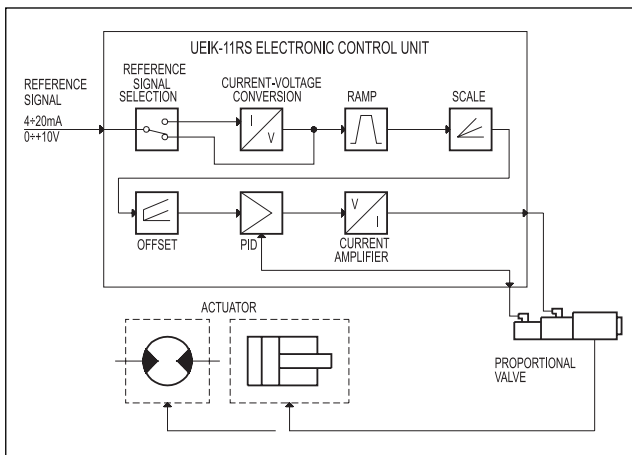 UEIK-11RS ELECTRONIC CONTROL UNIT
REFERENCE
SIGNAL
4÷20mA
0÷+10V
REFERENCE
SIGNAL
SELECTION
CURRENT-VOLTAGE
CONVERSION
RAMP
SCALE
I
V
OFFSET
PID
V
I
CURRENT
AMPLIFIER
ACTUATOR
PROPORTIONAL
VALVE